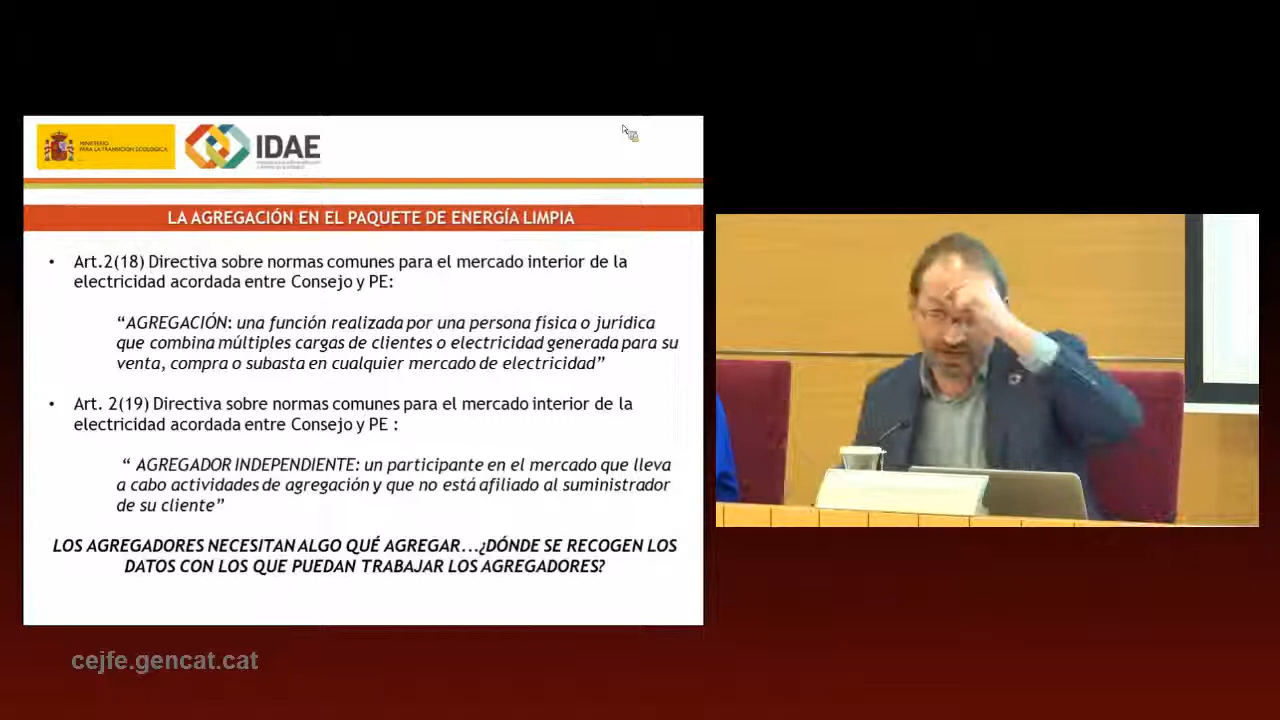 MINISTERIO
PARA LA TRANSICIÓN ECOLÓGICA
IDAE
LA AGREGACIÓN EN EL PAQUETE DE ENERGÍA LIMPIA
• Art.2(18) Directiva sobre normas comunes para el mercado interior de la
electricidad acordada entre Consejo y PE:
“AGREGACIÓN: una función realizada por una persona física o jurídica
que combina múltiples cargas de clientes o electricidad generada para su
venta, compra o subasta en cualquier mercado de electricidad”
• Art. 2(19) Directiva sobre normas comunes para el mercado interior de la
electricidad acordada entre Consejo y PE :
“ AGREGADOR INDEPENDIENTE: un participante en el mercado que lleva
a cabo actividades de agregación y que no está afiliado al suministrador
de su cliente”
LOS AGREGADORES NECESITAN ALGO QUÉ AGREGAR...¿DÓNDE SE RECOGEN LOS
DATOS CON LOS QUE PUEDAN TRABAJAR LOS AGREGADORES?
cejfe.gencat.cat